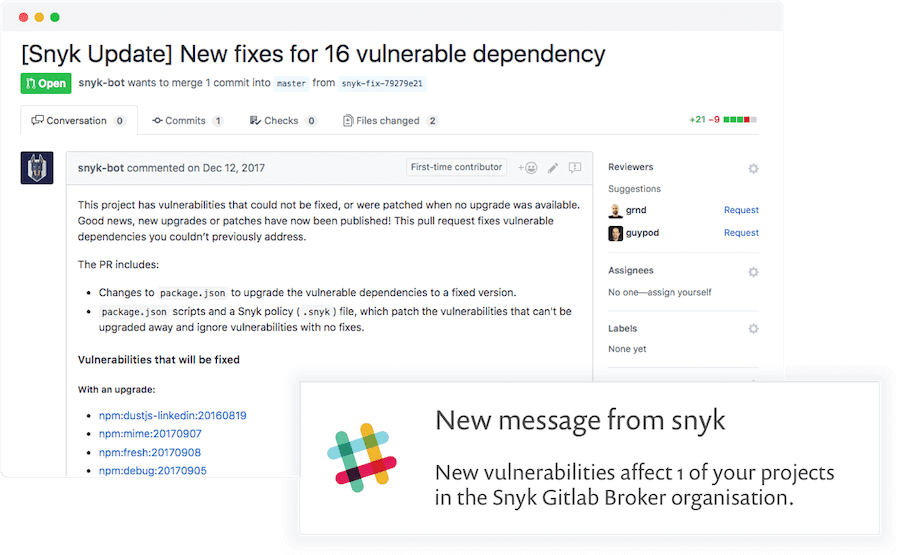 [Snyk Update] New fixes for 16 vulnerable dependency
Open snyk-bot wants to merge 1 commit into master from snyk-fix-79279e21
Conversation 0 Commits 1 Checks 0 Files changed 2 +21 −9
snyk-bot commented on Dec 12, 2017 First-time contributor
This project has vulnerabilities that could not be fixed, or were patched when no upgrade was available.
Good news, new upgrades or patches have now been published! This pull request fixes vulnerable
dependencies you couldn’t previously address.
The PR includes:
• Changes to package.json to upgrade the vulnerable dependencies to a fixed version.
• package.json scripts and a Snyk policy (.snyk) file, which patch the vulnerabilities that can't be
upgraded away and ignore vulnerabilities with no fixes.
Vulnerabilities that will be fixed
With an upgrade:
• npm:dustjs-linkedin:20160819
• npm:mime:20170907
• npm:fresh:20170908
• npm:debug:20170905
Reviewers
Suggestions
grnd Request
guypod Request
Assignees
No one—assign yourself
Labels
None yet
New message from snyk
New vulnerabilities affect 1 of your projects
in the Snyk Gitlab Broker organisation.